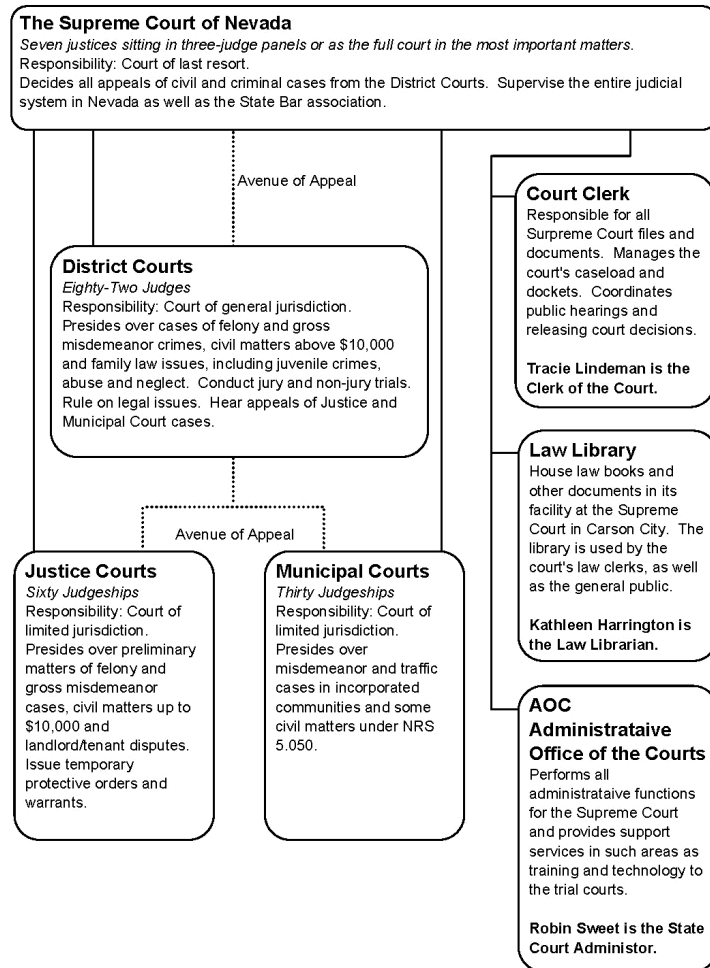 The Supreme Court of Nevada
Seven justices sitting in three-judge panels or as the full court in the most important matters.
Responsibility: Court of last resort.
Decides all appeals of civil and criminal cases from the District Courts.  Supervise the entire judicial
system in Nevada as well as the State Bar association.
Avenue of Appeal
District Courts
Eighty-Two Judges
Responsibility: Court of general jurisdiction.
Presides over cases of felony and gross
misdemeanor crimes, civil matters above $10,000
and family law issues, including juvenile crimes,
abuse and neglect.  Conduct jury and non-jury trials.
Rule on legal issues.  Hear appeals of Justice and
Municipal Court cases.
Avenue of Appeal
Justice Courts
Sixty Judgeships
Responsibility: Court of
limited jurisdiction.
Presides over preliminary
matters of felony and
gross misdemeanor
cases, civil matters up to
$10,000 and
landlord/tenant disputes.
Issue temporary
protective orders and
warrants.
Municipal Courts
Thirty Judgeships
Responsibility: Court of
limited jurisdiction.
Presides over
misdemeanor and traffic
cases in incorporated
communities and some
civil matters under NRS
5.050.
Court Clerk
Responsible for all
Surpreme Court files and
documents.  Manages the
court's caseload and
dockets.  Coordinates
public hearings and
releasing court decisions.
Tracie Lindeman is the
Clerk of the Court.
Law Library
House law books and
other documents in its
facility at the Supreme
Court in Carson City.  The
library is used by the
court's law clerks, as well
as the general public.
Kathleen Harrington is
the Law Librarian.
AOC
Administrataive
Office of the Courts
Performs all
administrataive functions
for the Supreme Court
and provides support
services in such areas as
training and technology to
the trial courts.
Robin Sweet is the State
Court Administor.